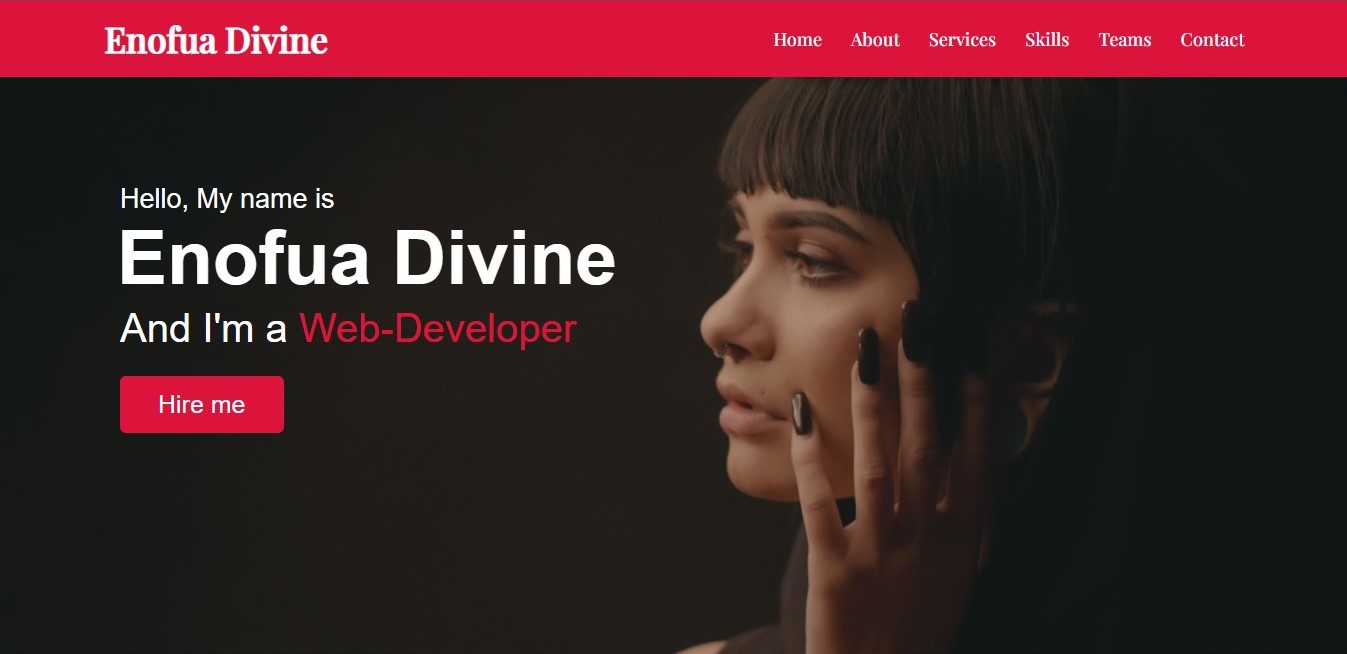 Enofua Divine
Home About Services Skills Teams Contact
Hello, My name is
Enofua Divine
And I'm a Web-Developer
Hire me